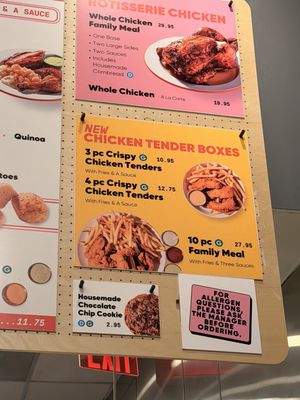 & A SAUCE
Quinoa
...11.75
ROTISSERIE CHICKEN
Whole Chicken 29.95
Family Meal
• One Base
• Two Large Sides
• Two Sauces
• Includes
Housemade
Cornbread D
Whole Chicken A La Carte 19.95
NEW
CHICKEN TENDER BOXES
3 pc Crispy G 10.95
Chicken Tenders
With Fries & A Sauce
4 pc Crispy G 12.75
Chicken Tenders
With Fries & A Sauce
10 pc G 27.95
Family Meal
With Fries & Three Sauces
Housemade
Chocolate
Chip Cookie
D G 2.95
FOR
ALLERGEN
QUESTIONS,
PLEASE ASK
THE MANAGER
BEFORE
ORDERING.
EXIT